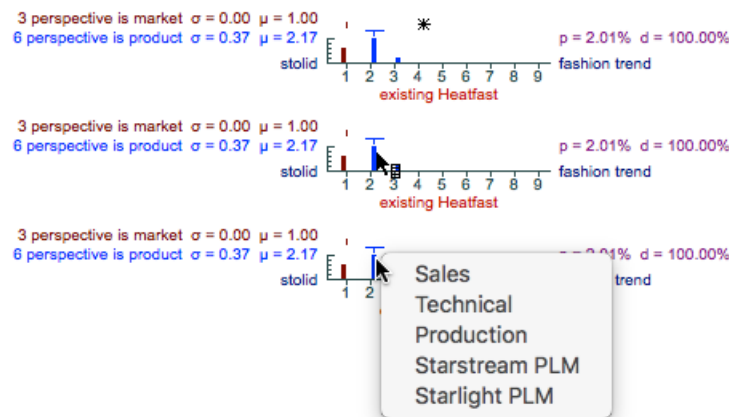 3 perspective is market σ = 0.00 μ = 1.00
*
6 perspective is product σ = 0.37 μ = 2.17
p = 2.01% d = 100.00%
stolid
fashion trend
1 2 3 4 5 6 7 8 9
existing Heatfast
3 perspective is market σ = 0.00 μ = 1.00
6 perspective is product σ = 0.37 μ = 2.17
p = 2.01% d = 100.00%
stolid
fashion trend
1 2 3 4 5 6 7 8 9
existing Heatfast
3 perspective is market σ = 0.00 μ = 1.00
6 perspective is product σ = 0.37 μ = 2.17
d = 100.00%
stolid
trend
1 2
Sales
Technical
Production
Starstream PLM
Starlight PLM